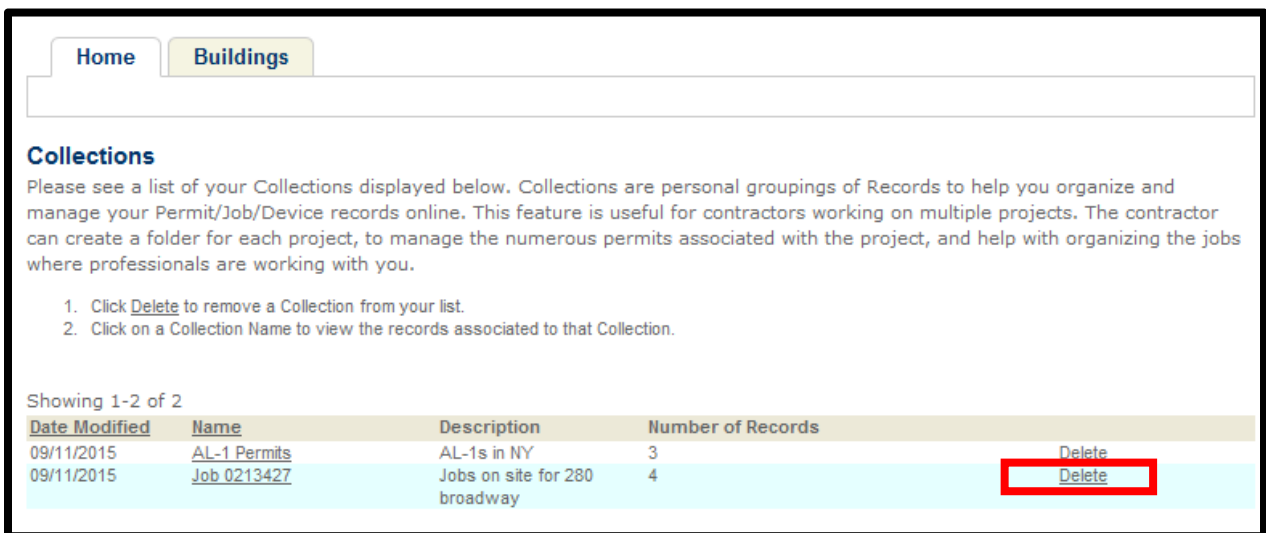 Home Buildings
Collections
Please see a list of your Collections displayed below. Collections are personal groupings of Records to help you organize and
manage your Permit/Job/Device records online. This feature is useful for contractors working on multiple projects. The contractor
can create a folder for each project, to manage the numerous permits associated with the project, and help with organizing the jobs
where professionals are working with you.
1. Click Delete to remove a Collection from your list.
2. Click on a Collection Name to view the records associated to that Collection.
Showing 1-2 of 2
Date Modified Name Description Number of Records
09/11/2015 AL-1 Permits AL-1s in NY 3 Delete
09/11/2015 Job 0213427 Jobs on site for 280 4 Delete
broadway